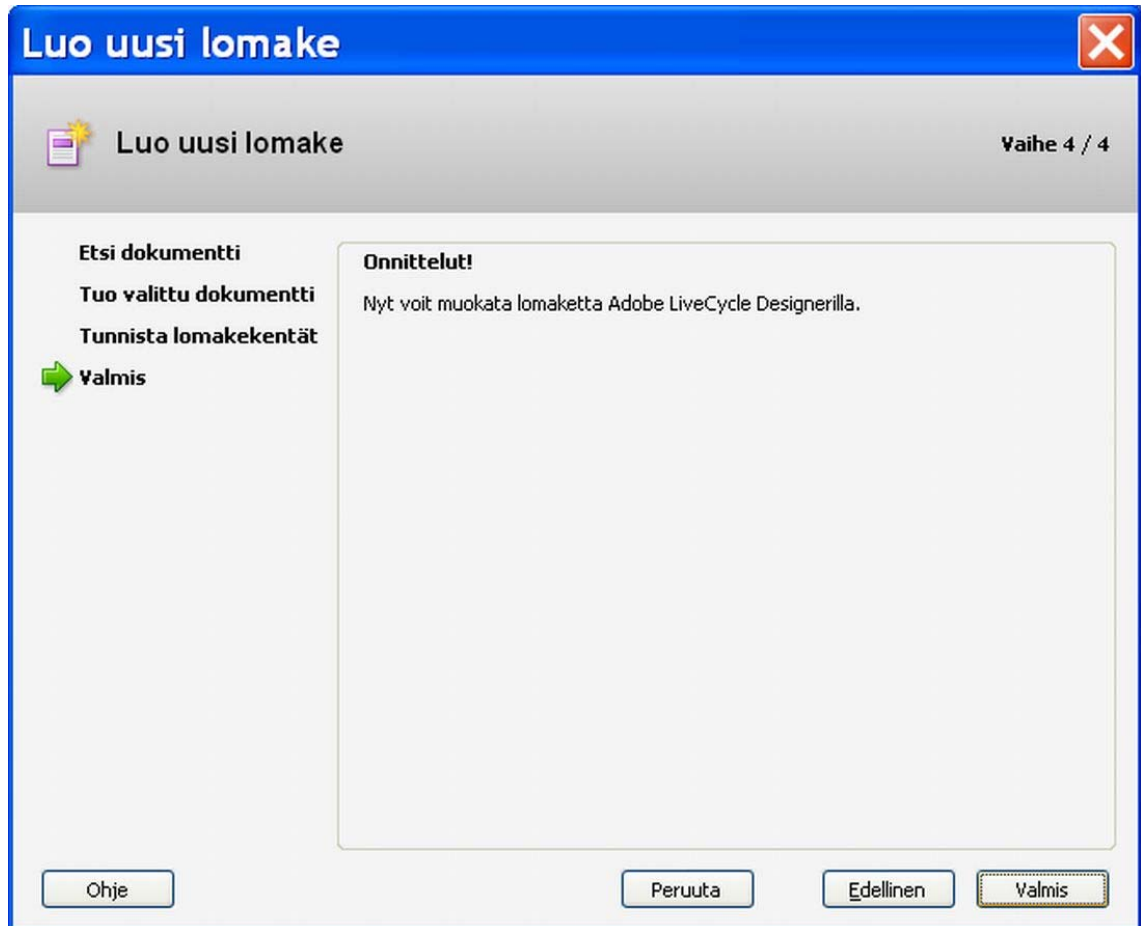 Luo uusi lomake
Luo uusi lomake
Vaihe 4 / 4
Etsi dokumentti
Tuo valittu dokumentti
Tunnista lomakekentät
Valmis
Onnittelut!
Nyt voit muokata lomaketta Adobe LiveCycle Designerilla.
Ohje
Peruuta
Edellinen
Valmis